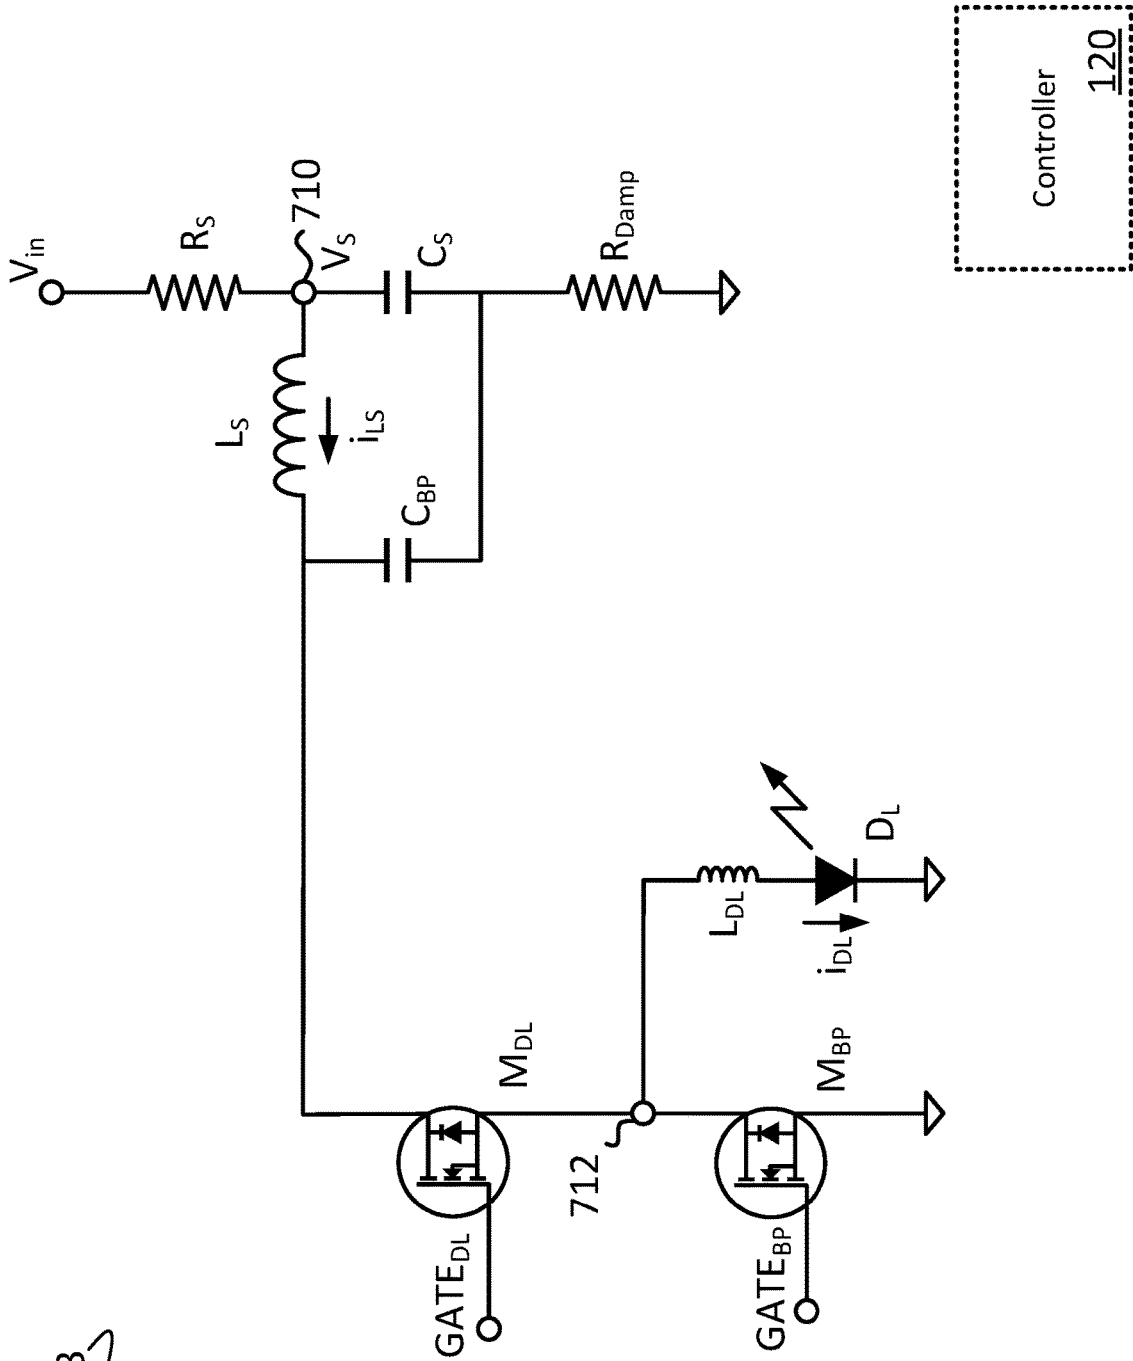 V_in
R_S
710
V_S
C_S
R_Damp
Controller
120
L_S
i_LS
C_BP
L_DL
i_DL
D_L
M_DL
712
M_BP
GATE_DL
GATE_BP